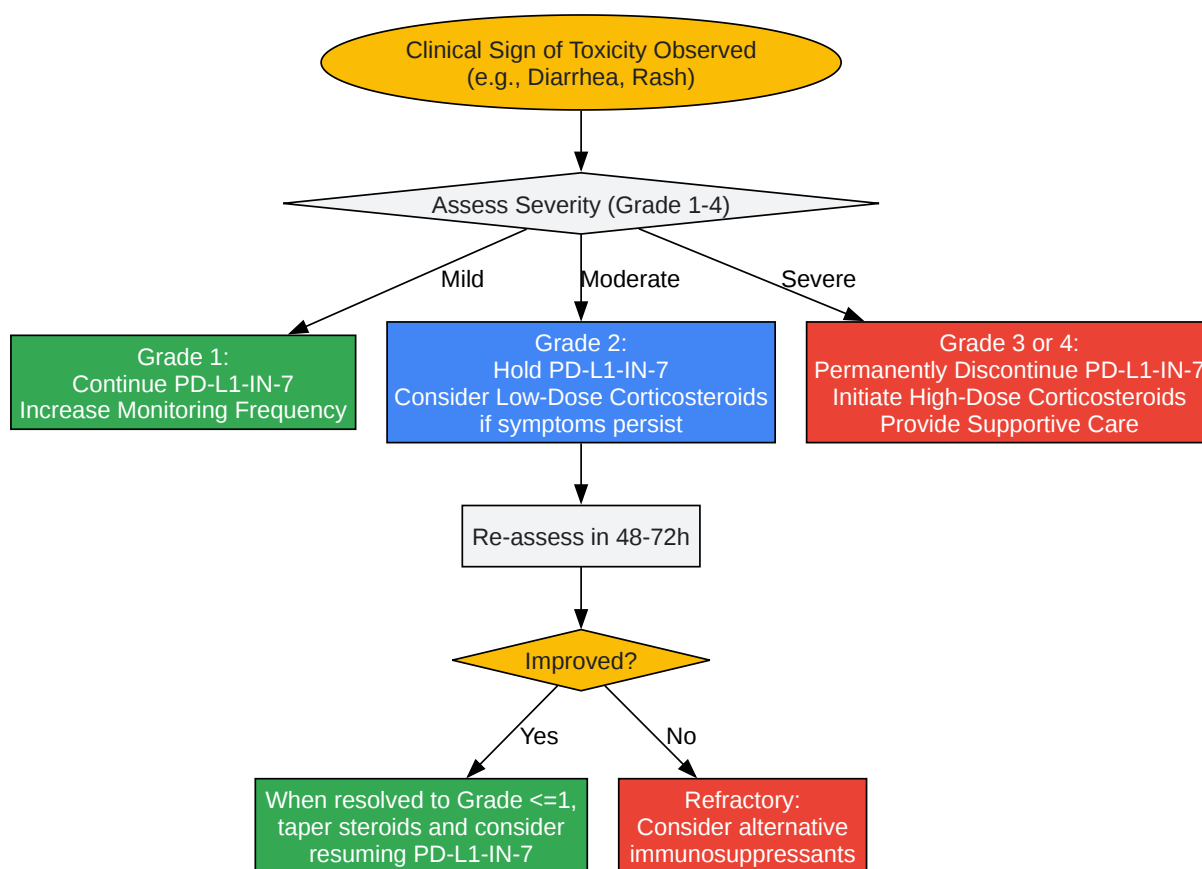 Clinical Sign of Toxicity Observed
(e.g., Diarrhea, Rash)
Assess Severity (Grade 1-4)
Mild
Moderate
Severe
Grade 1:
Continue PD-L1-IN-7
Increase Monitoring Frequency
Grade 2:
Hold PD-L1-IN-7
Consider Low-Dose Corticosteroids
if symptoms persist
Grade 3 or 4:
Permanently Discontinue PD-L1-IN-7
Initiate High-Dose Corticosteroids
Provide Supportive Care
Re-assess in 48-72h
Improved?
Yes
No
When resolved to Grade <=1,
taper steroids and consider
resuming PD-L1-IN-7
Refractory:
Consider alternative
immunosuppressants